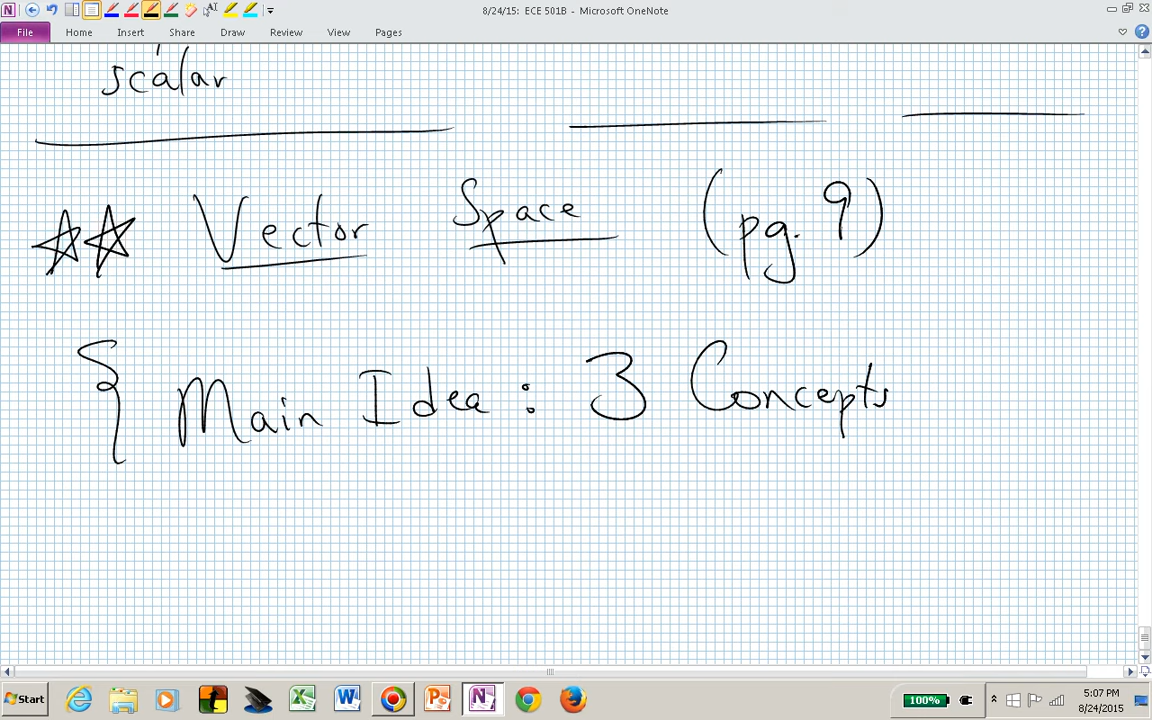 8/24/15: ECE 501B - Microsoft OneNote
File Home Insert Share Draw Review View Pages
scalar
Vector Space (pg. 9)
{ Main Idea: 3 Concepts
Start
100%
5:07 PM
8/24/2015